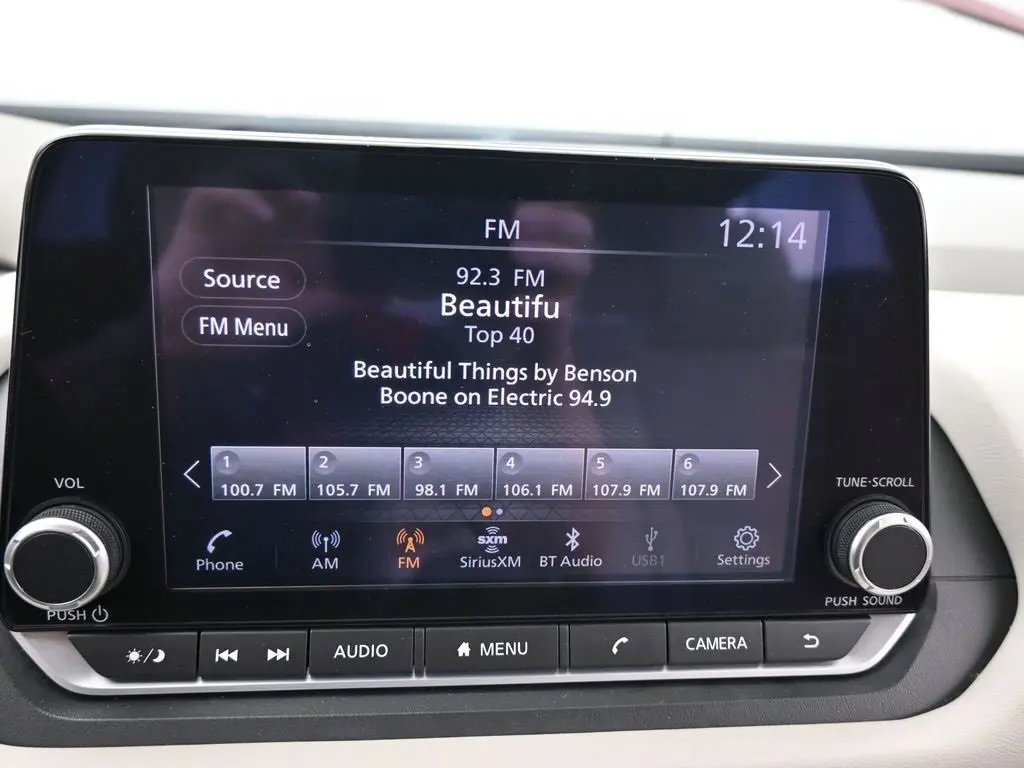 FM
12:14
Source
92.3 FM
Beautifu
FM Menu
Top 40
Beautiful Things by Benson
Boone on Electric 94.9
1
2
3
4
5
6
100.7 FM
105.7 FM
98.1 FM
106.1 FM
107.9 FM
107.9 FM
VOL
TUNE·SCROLL
Phone
AM
FM
sxm
SiriusXM
BT Audio
USB1
Settings
PUSH
PUSH SOUND
AUDIO
MENU
CAMERA